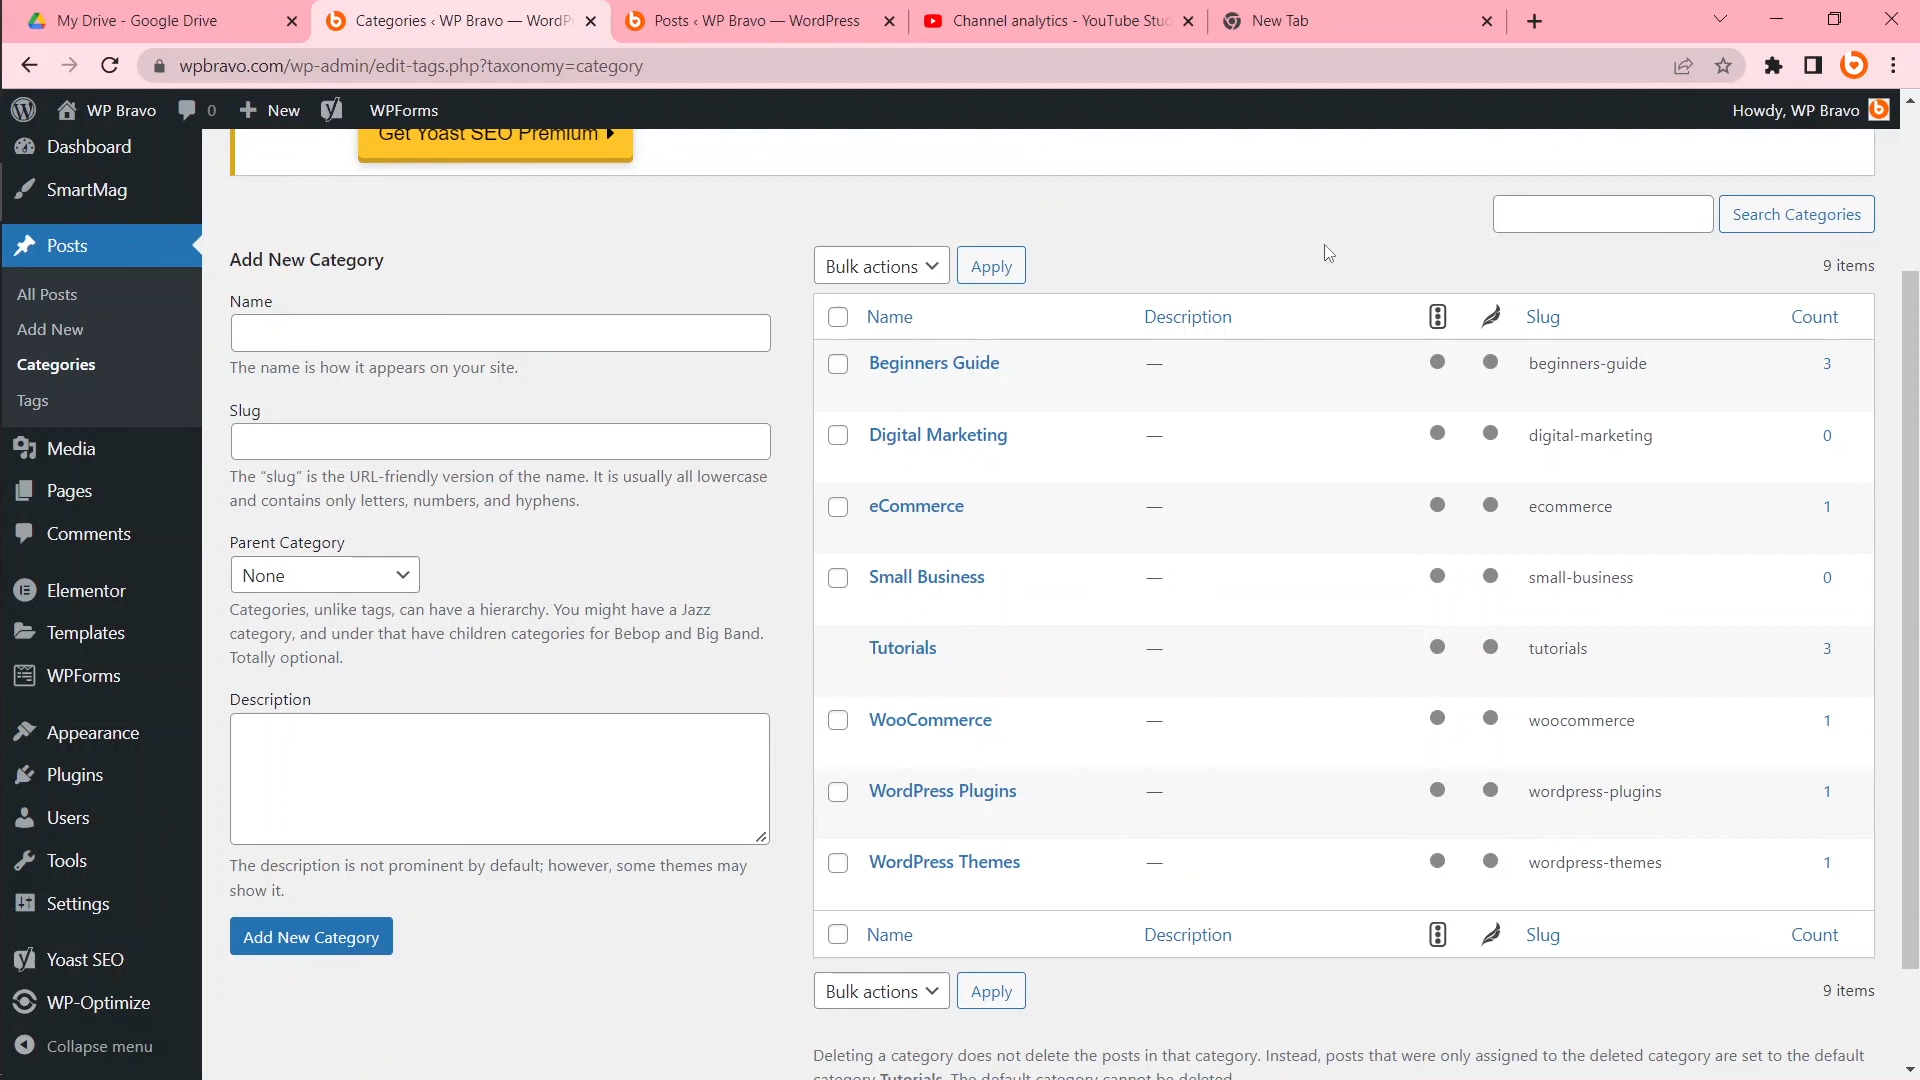 My Drive - Google Drive
Categories ‹ WP Bravo — WordP
Posts ‹ WP Bravo — WordPress
Channel analytics - YouTube Stu
New Tab
wpbravo.com/wp-admin/edit-tags.php?taxonomy=category
WP Bravo
0
New
WPForms
Howdy, WP Bravo
Dashboard
SmartMag
Posts
All Posts
Add New
Categories
Tags
Media
Pages
Comments
Elementor
Templates
WPForms
Appearance
Plugins
Users
Tools
Settings
Yoast SEO
WP-Optimize
Collapse menu
Get Yoast SEO Premium
Search Categories
Add New Category
Name
The name is how it appears on your site.
Slug
The “slug” is the URL-friendly version of the name. It is usually all lowercase
and contains only letters, numbers, and hyphens.
Parent Category
None
Categories, unlike tags, can have a hierarchy. You might have a Jazz
category, and under that have children categories for Bebop and Big Band.
Totally optional.
Description
The description is not prominent by default; however, some themes may
show it.
Add New Category
Bulk actions Apply 9 items
Name Description Slug Count
Beginners Guide — beginners-guide 3
Digital Marketing — digital-marketing 0
eCommerce — ecommerce 1
Small Business — small-business 0
Tutorials — tutorials 3
WooCommerce — woocommerce 1
WordPress Plugins — wordpress-plugins 1
WordPress Themes — wordpress-themes 1
Name Description Slug Count
Bulk actions Apply 9 items
Deleting a category does not delete the posts in that category. Instead, posts that were only assigned to the deleted category are set to the default
category Tutorials. The default category cannot be deleted.